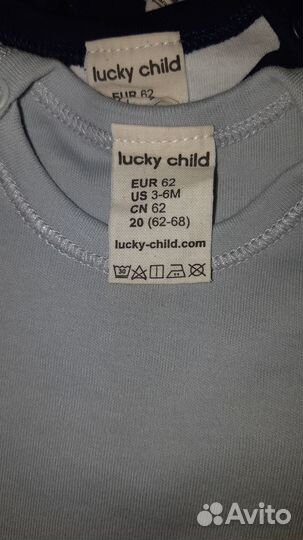 lucky child
EUR 62
lucky child
EUR 62
US 3-6M
CN 62
20 (62-68)
lucky-child.com
30
Avito